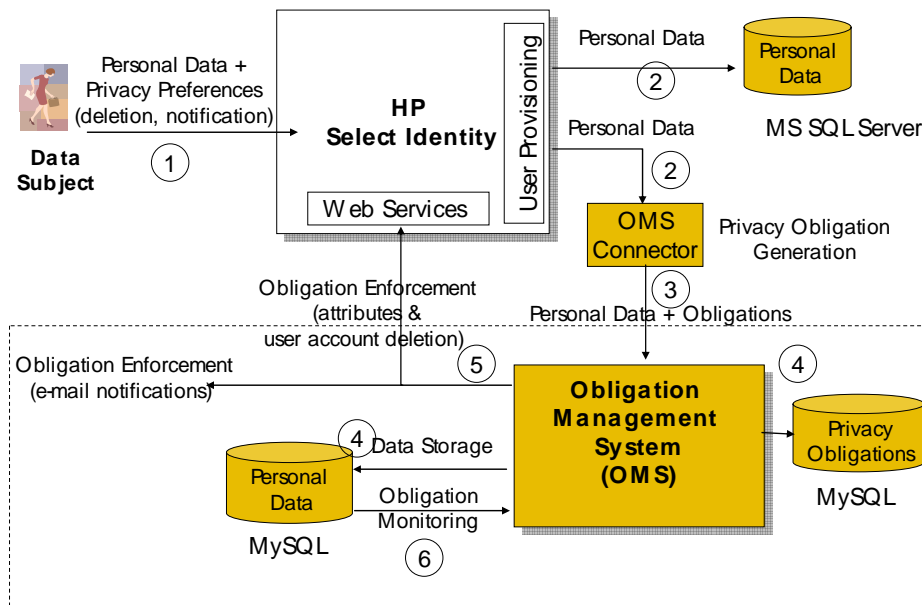 Personal Data +
Privacy Preferences
(deletion, notification)
1
Data
Subject
HP
Select Identity
Web Services
User Provisioning
Personal Data
2
Personal
Data
MS SQL Server
Personal Data
2
OMS
Connector
Privacy Obligation
Generation
3
Personal Data + Obligations
Obligation Enforcement
(attributes &
user account deletion)
5
Obligation Enforcement
(e-mail notifications)
Obligation
Management
System
(OMS)
4
Privacy
Obligations
MySQL
4
Data Storage
Personal
Data
MySQL
Obligation
Monitoring
6